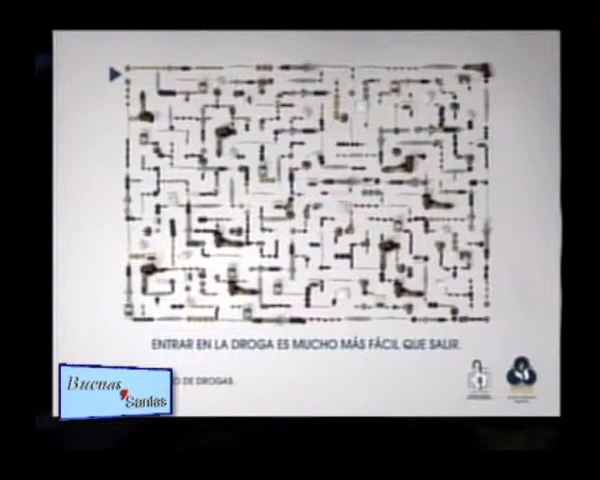 ENTRAR EN LA DROGA ES MUCHO MÁS FÁCIL QUE SALIR.
O DE DROGAS.
Buenas
y
Santas